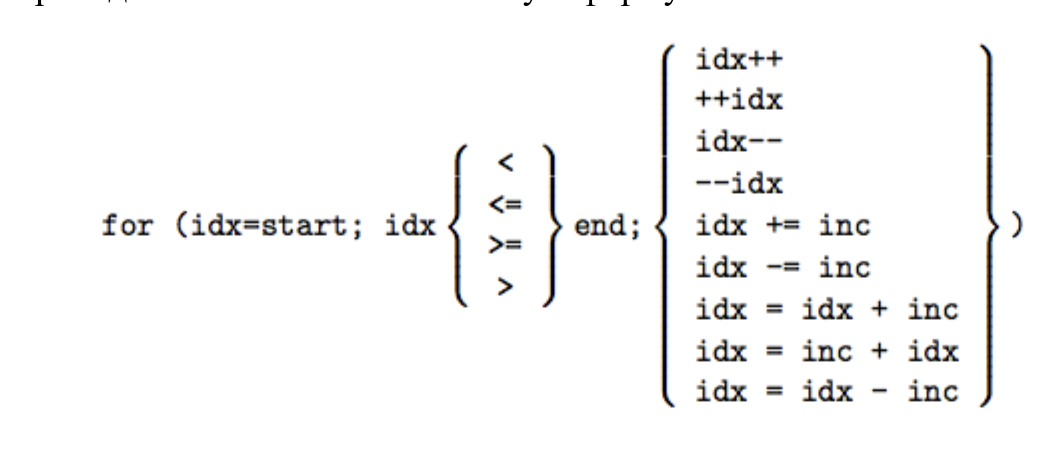 idx++
++idx
idx--
--idx
for (idx=start; idx { < <= >= > } end; { idx += inc )
idx -= inc
idx = idx + inc
idx = inc + idx
idx = idx - inc